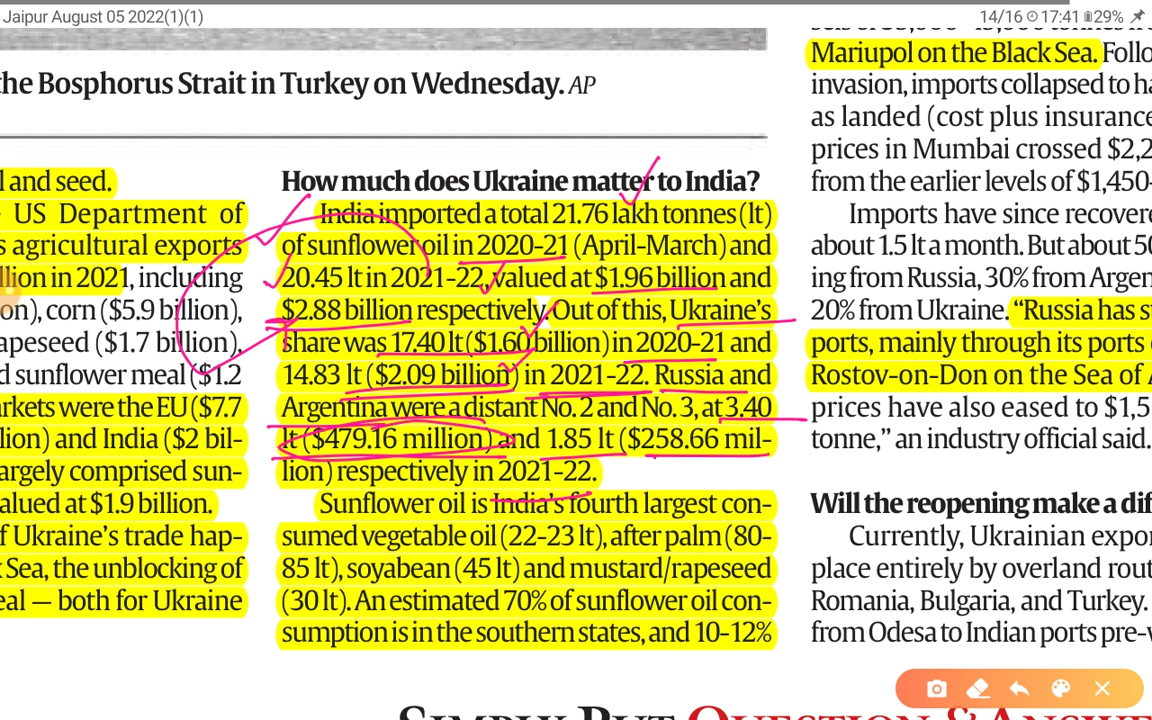 Jaipur August 05 2022(1)(1)
14/16 17:41 29%
the Bosphorus Strait in Turkey on Wednesday. AP
l and seed.
US Department of
s agricultural exports
llion in 2021, including
on), corn ($5.9 billion),
apeseed ($1.7 billion),
d sunflower meal ($1.2
rkets were the EU ($7.7
lion) and India ($2 bil-
argely comprised sun-
alued at $1.9 billion.
f Ukraine's trade hap-
Sea, the unblocking of
eal — both for Ukraine
How much does Ukraine matter to India?
India imported a total 21.76 lakh tonnes (lt)
of sunflower oil in 2020-21 (April-March) and
20.45 lt in 2021-22, valued at $1.96 billion and
$2.88 billion respectively. Out of this, Ukraine's
share was 17.40 lt ($1.60 billion) in 2020-21 and
14.83 lt ($2.09 billion) in 2021-22. Russia and
Argentina were a distant No. 2 and No. 3, at 3.40
lt ($479.16 million) and 1.85 lt ($258.66 mil-
lion) respectively in 2021-22.
Sunflower oil is India's fourth largest con-
sumed vegetable oil (22-23 lt), after palm (80-
85 lt), soyabean (45 lt) and mustard/rapeseed
(30 lt). An estimated 70% of sunflower oil con-
sumption is in the southern states, and 10-12%
Mariupol on the Black Sea. Follo
invasion, imports collapsed to ha
as landed (cost plus insurance
prices in Mumbai crossed $2,2
from the earlier levels of $1,450-
Imports have since recovere
about 1.5 lt a month. But about 50
ing from Russia, 30% from Argen
20% from Ukraine. "Russia has s
ports, mainly through its ports
Rostov-on-Don on the Sea of A
prices have also eased to $1,5
tonne," an industry official said.
Will the reopening make a dif
Currently, Ukrainian expor
place entirely by overland rout
Romania, Bulgaria, and Turkey.
from Odesa to Indian ports pre-w
SIMPLY PUT QUESTION & ANSWE